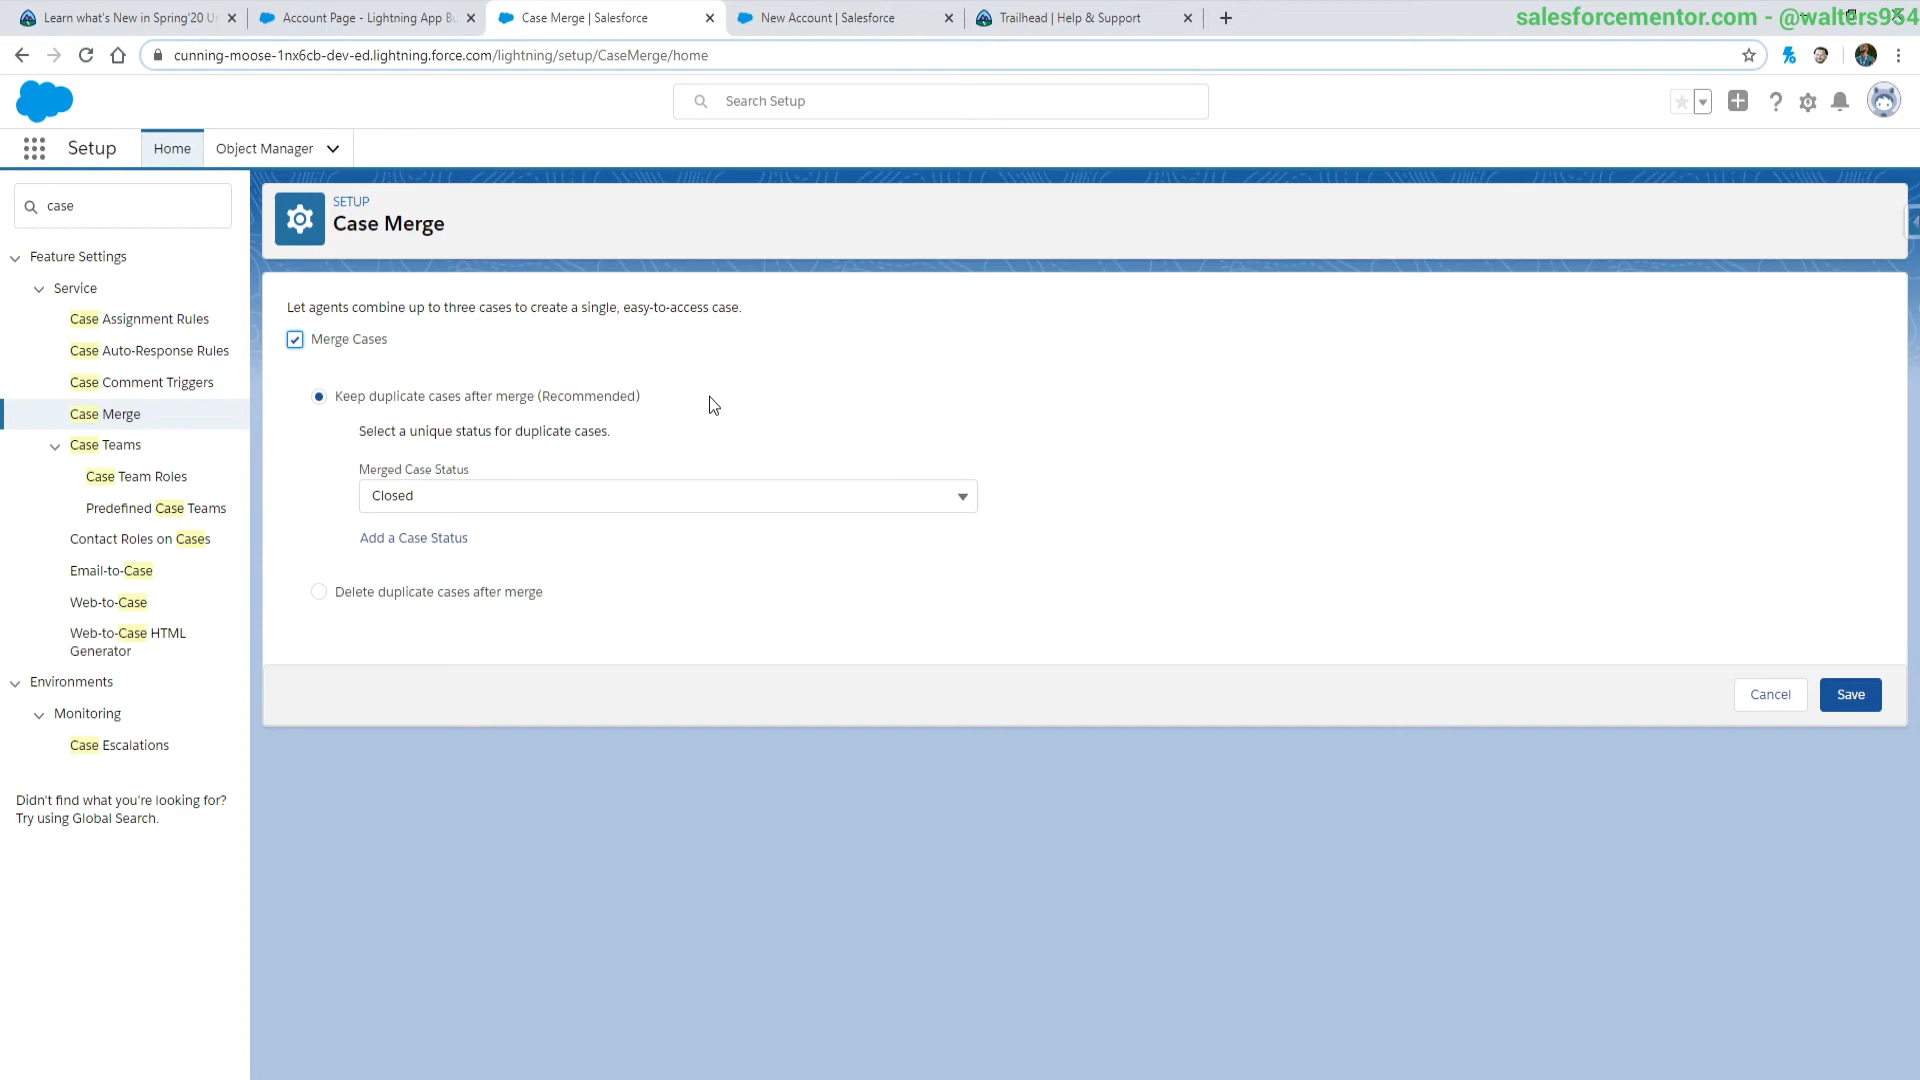 Learn what's New in Spring'20 U
Account Page - Lightning App Bu
Case Merge | Salesforce
New Account | Salesforce
Trailhead | Help & Support
salesforcementor.com - @walters954
cunning-moose-1nx6cb-dev-ed.lightning.force.com/lightning/setup/CaseMerge/home
Search Setup
Setup
Home
Object Manager
case
Feature Settings
Service
Case Assignment Rules
Case Auto-Response Rules
Case Comment Triggers
Case Merge
Case Teams
Case Team Roles
Predefined Case Teams
Contact Roles on Cases
Email-to-Case
Web-to-Case
Web-to-Case HTML
Generator
Environments
Monitoring
Case Escalations
Didn't find what you're looking for?
Try using Global Search.
SETUP
Case Merge
Let agents combine up to three cases to create a single, easy-to-access case.
Merge Cases
Keep duplicate cases after merge (Recommended)
Select a unique status for duplicate cases.
Merged Case Status
Closed
Add a Case Status
Delete duplicate cases after merge
Cancel
Save